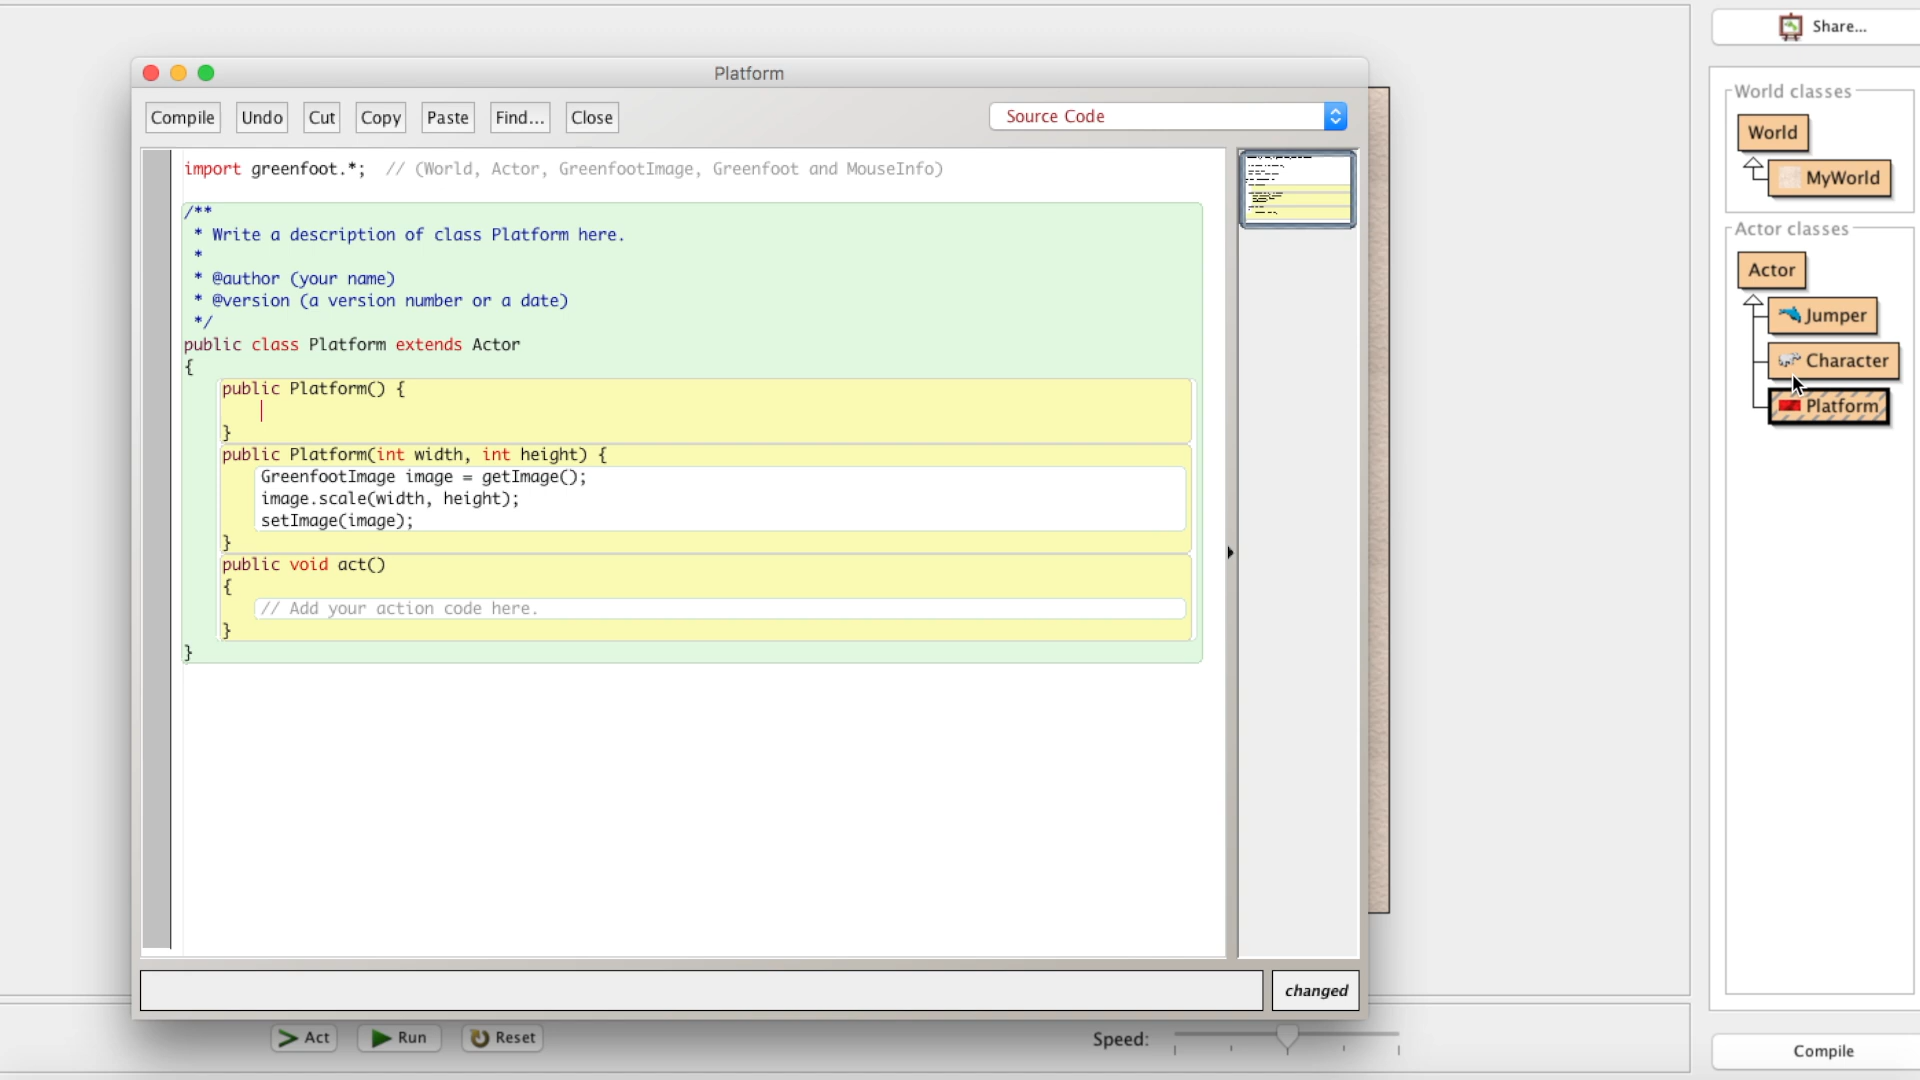 Share...
Platform
Compile Undo Cut Copy Paste Find... Close Source Code
import greenfoot.*;  // (World, Actor, GreenfootImage, Greenfoot and MouseInfo)
/**
 * Write a description of class Platform here.
 *
 * @author (your name)
 * @version (a version number or a date)
 */
public class Platform extends Actor
{
    public Platform() {
    }
    public Platform(int width, int height) {
        GreenfootImage image = getImage();
        image.scale(width, height);
        setImage(image);
    }
    public void act()
    {
        // Add your action code here.
    }
}
changed
World classes
World
MyWorld
Actor classes
Actor
Jumper
Character
Platform
Act Run Reset Speed:
Compile